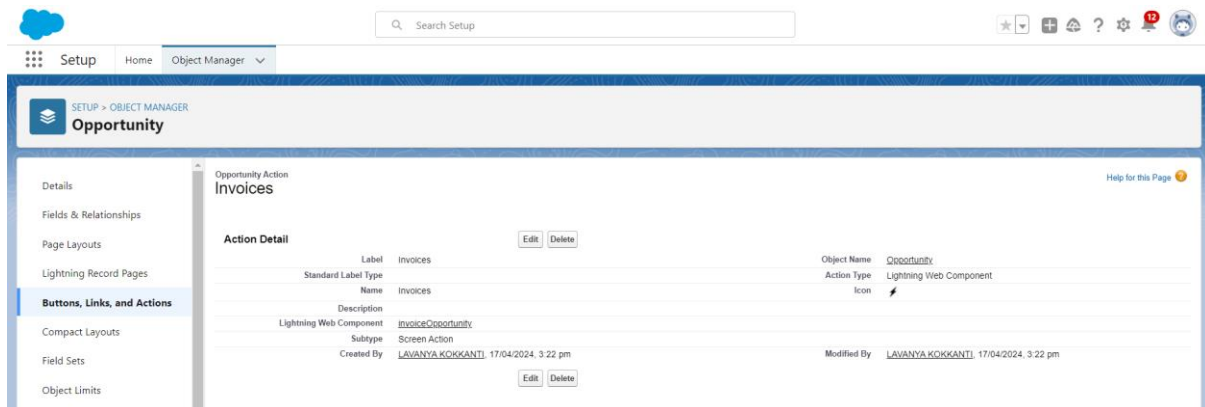 Search Setup
12
Setup Home Object Manager
SETUP > OBJECT MANAGER
Opportunity
Details
Fields & Relationships
Page Layouts
Lightning Record Pages
Buttons, Links, and Actions
Compact Layouts
Field Sets
Object Limits
Opportunity Action
Invoices
Help for this Page
Action Detail Edit Delete
Label Invoices Object Name Opportunity
Standard Label Type Action Type Lightning Web Component
Name Invoices Icon
Description
Lightning Web Component invoiceOpportunity
Subtype Screen Action
Created By LAVANYA KOKKANTI, 17/04/2024, 3:22 pm Modified By LAVANYA KOKKANTI, 17/04/2024, 3:22 pm
Edit Delete